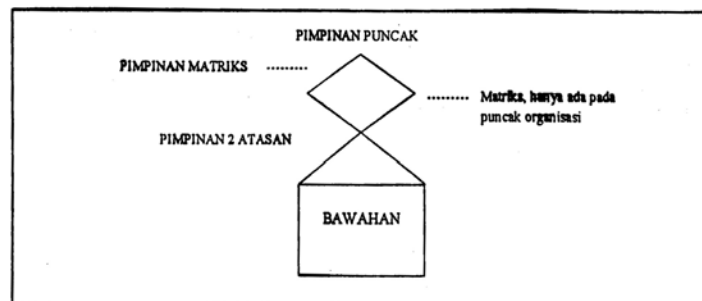 PIMPINAN PUNCAK
PIMPINAN MATRIKS ..........
.......... Matriks, hanya ada pada
puncak organisasi
PIMPINAN 2 ATASAN
BAWAHAN